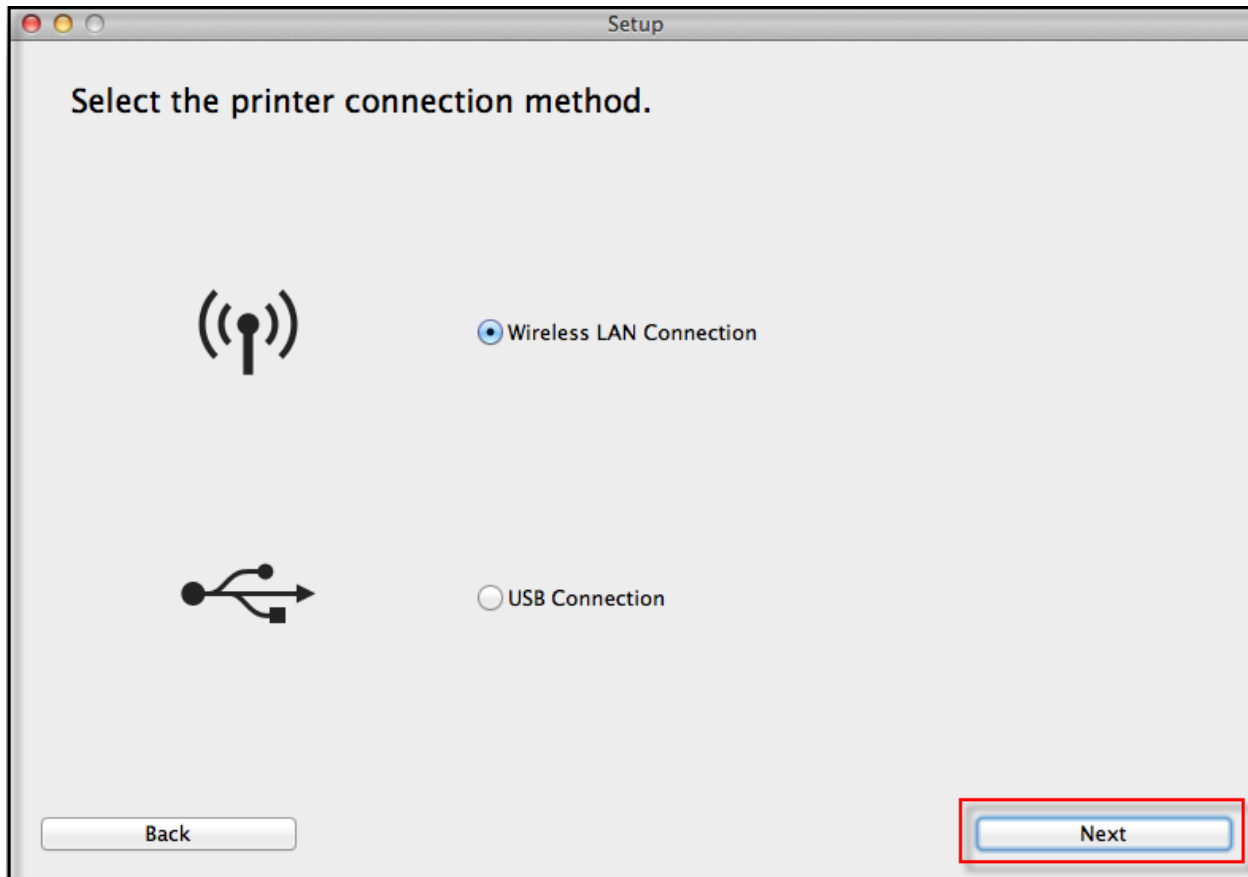 Setup
Select the printer connection method.
Wireless LAN Connection
USB Connection
Back
Next